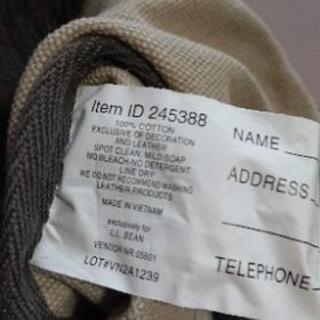 Item ID 245388
100% COTTON
EXCLUSIVE OF DECORATION
AND LEATHER
SPOT CLEAN, MILD SOAP
NO BLEACH-NO DETERGENT
LINE DRY
WE DO NOT RECOMMEND WASHING
LEATHER PRODUCTS
MADE IN VIETNAM
exclusively for
L.L. BEAN
VENDOR NR. 05601
LOT#VN2A1239
NAME
ADDRESS
TELEPHONE